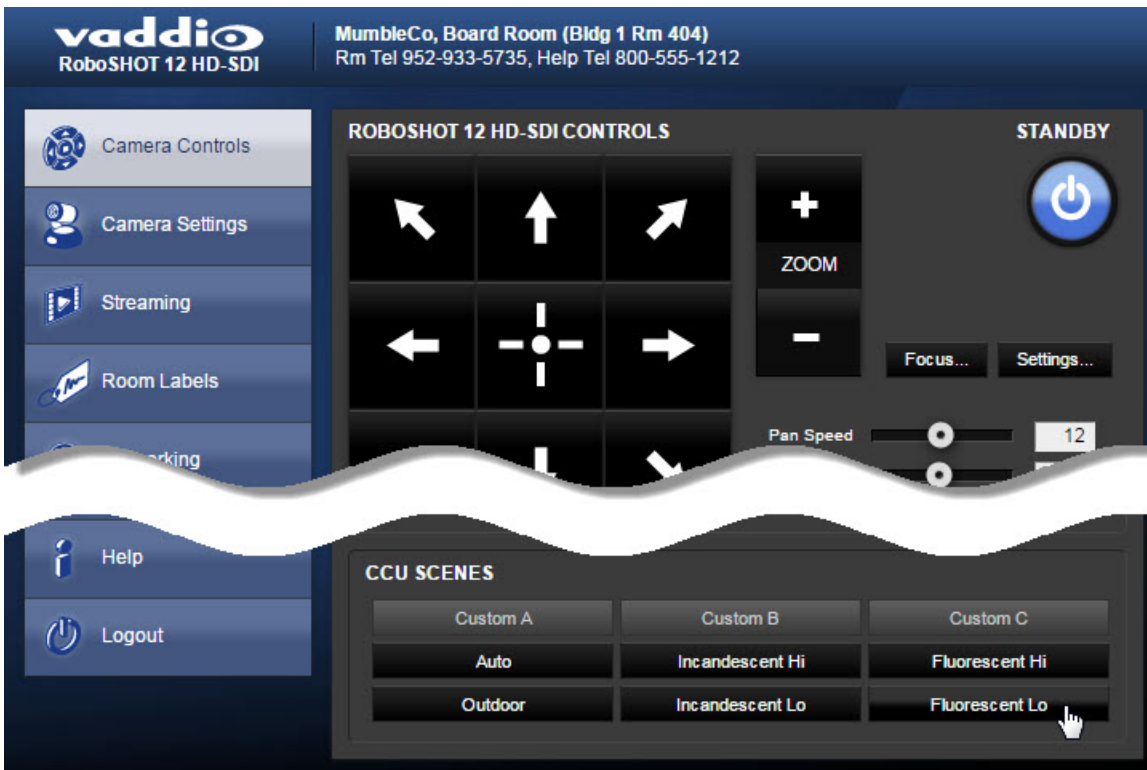 vaddio
RoboSHOT 12 HD-SDI
MumbleCo, Board Room (Bldg 1 Rm 404)
Rm Tel 952-933-5735, Help Tel 800-555-1212
Camera Controls
Camera Settings
Streaming
Room Labels
rking
Help
Logout
ROBOSHOT 12 HD-SDI CONTROLS
STANDBY
+
ZOOM
-
Focus...
Settings...
Pan Speed
12
CCU SCENES
Custom A
Custom B
Custom C
Auto
Incandescent Hi
Fluorescent Hi
Outdoor
Incandescent Lo
Fluorescent Lo